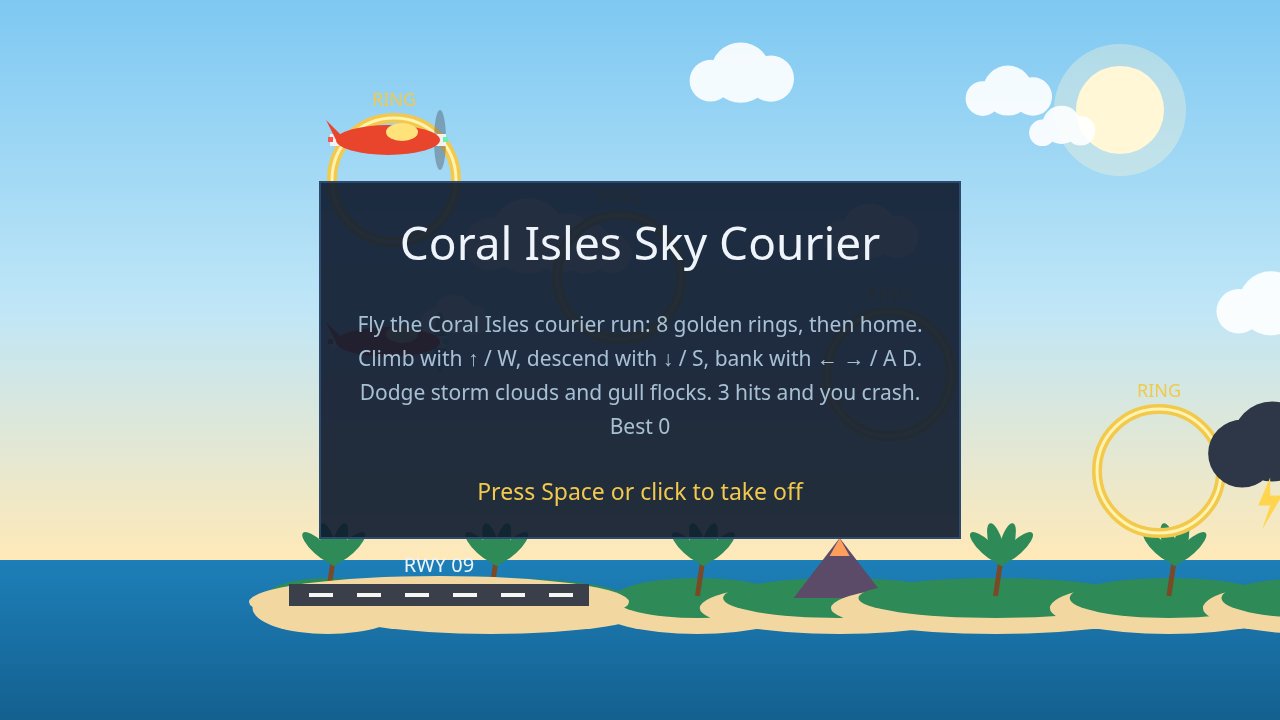 RING
Coral Isles Sky Courier
Fly the Coral Isles courier run: 8 golden rings, then home.
Climb with ↑ / W, descend with ↓ / S, bank with ← → / A D.
Dodge storm clouds and gull flocks. 3 hits and you crash.
Best 0
RING
Press Space or click to take off
RWY 09